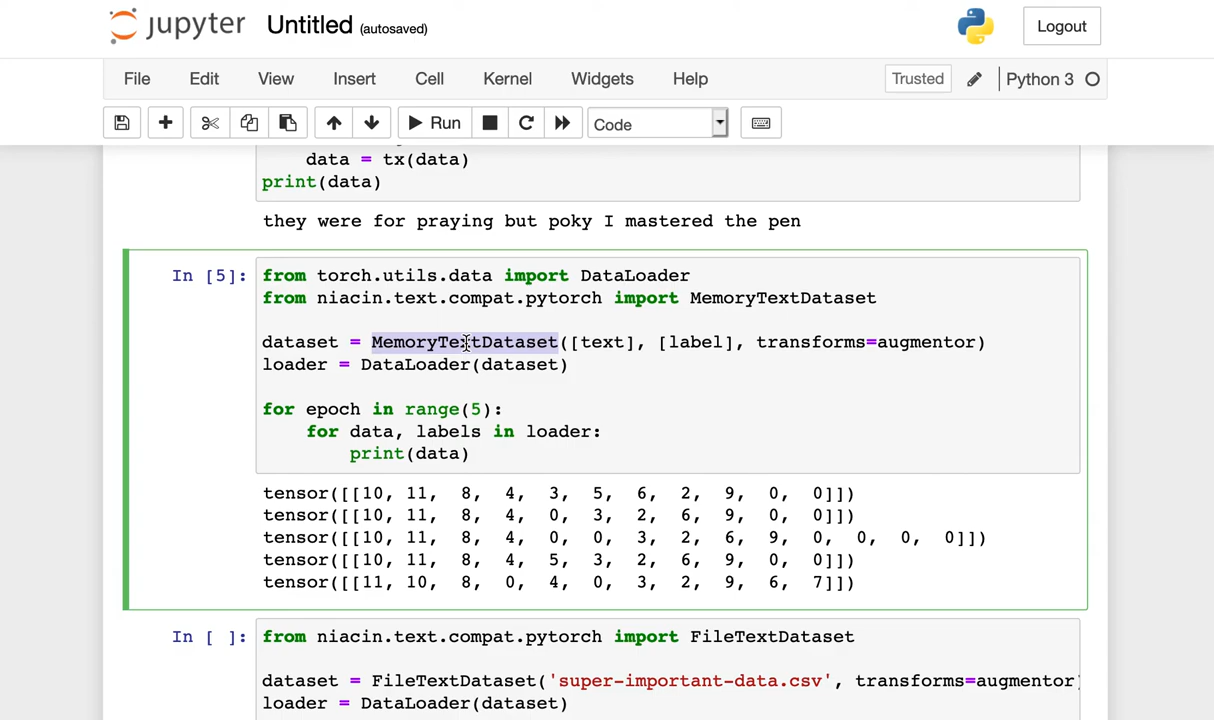 jupyter Untitled (autosaved) Logout
File Edit View Insert Cell Kernel Widgets Help Trusted Python 3
Run Code
data = tx(data)
print(data)
they were for praying but poky I mastered the pen
In [5]: from torch.utils.data import DataLoader
from niacin.text.compat.pytorch import MemoryTextDataset
dataset = MemoryTextDataset([text], [label], transforms=augmentor)
loader = DataLoader(dataset)
for epoch in range(5):
for data, labels in loader:
print(data)
tensor([[10, 11, 8, 4, 3, 5, 6, 2, 9, 0, 0]])
tensor([[10, 11, 8, 4, 0, 3, 2, 6, 9, 0, 0]])
tensor([[10, 11, 8, 4, 0, 0, 3, 2, 6, 9, 0, 0, 0, 0]])
tensor([[10, 11, 8, 4, 5, 3, 2, 6, 9, 0, 0]])
tensor([[11, 10, 8, 0, 4, 0, 3, 2, 9, 6, 7]])
In [ ]: from niacin.text.compat.pytorch import FileTextDataset
dataset = FileTextDataset('super-important-data.csv', transforms=augmentor)
loader = DataLoader(dataset)